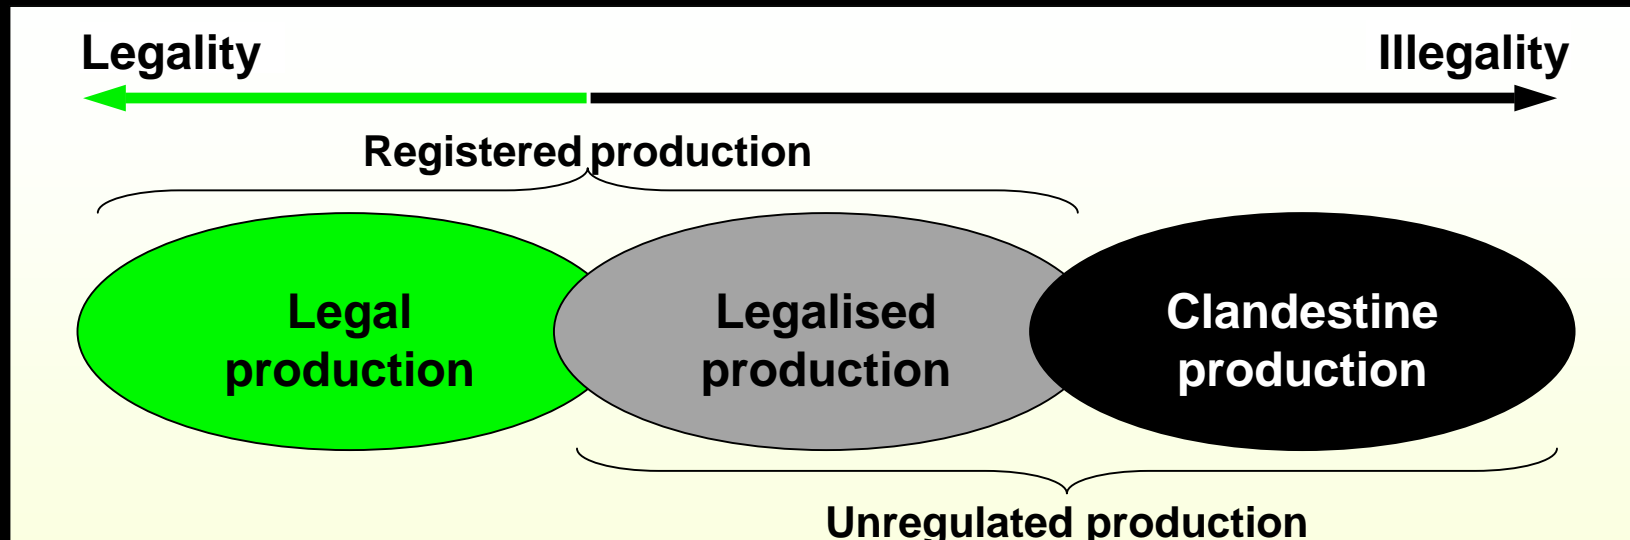 Legality
Illegality
Registered production
Legal
production
Legalised
production
Clandestine
production
Unregulated production